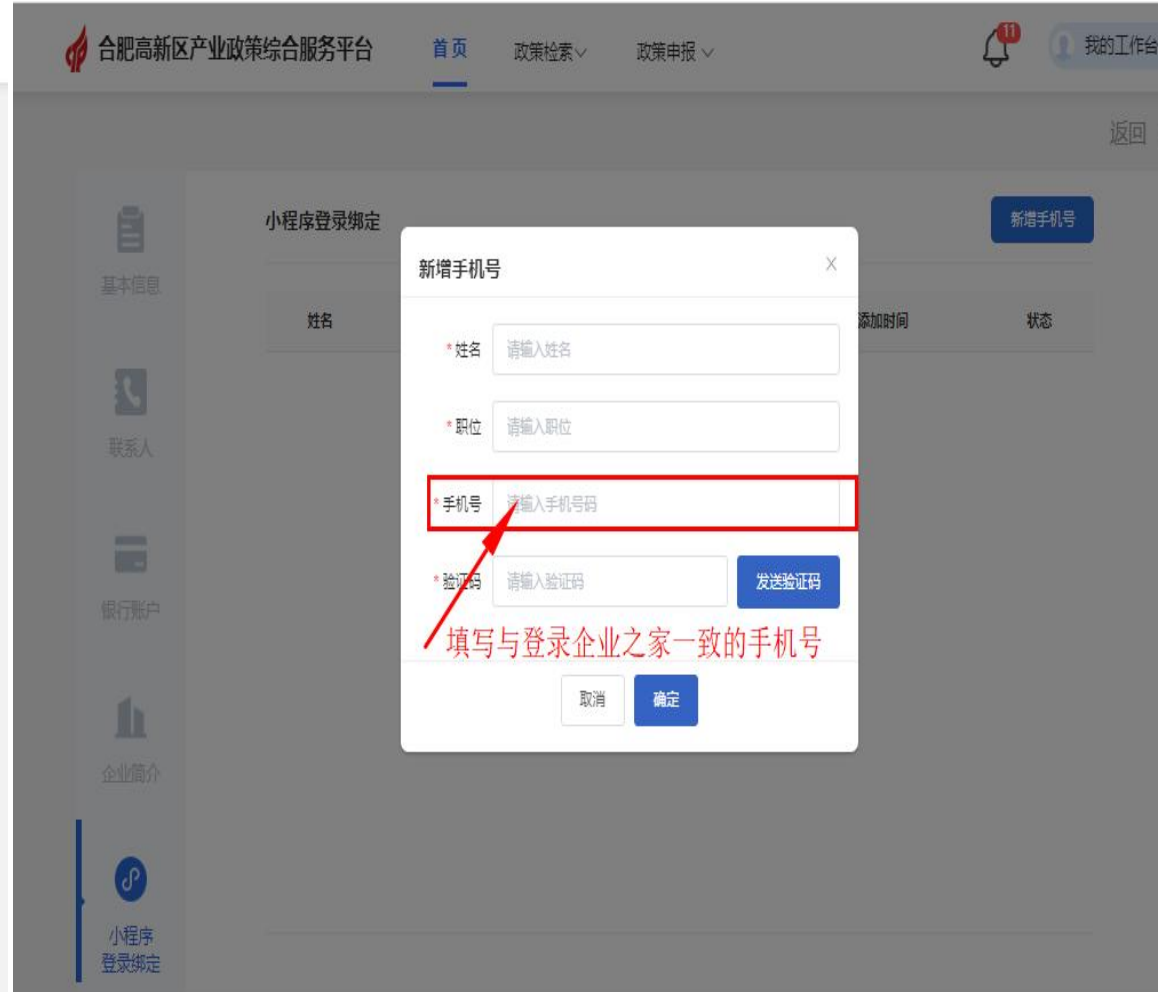 合肥高新区产业政策综合服务平台 首页 政策检索 政策申报 11 我的工作台
返回
小程序登录绑定 新增手机号
基本信息
新增手机号
姓名 添加时间 状态
* 姓名 请输入姓名
* 职位 请输入职位
联系人
* 手机号 请输入手机号码
* 验证码 请输入验证码 发送验证码
银行账户
填写与登录企业之家一致的手机号
取消 确定
企业简介
小程序
登录绑定